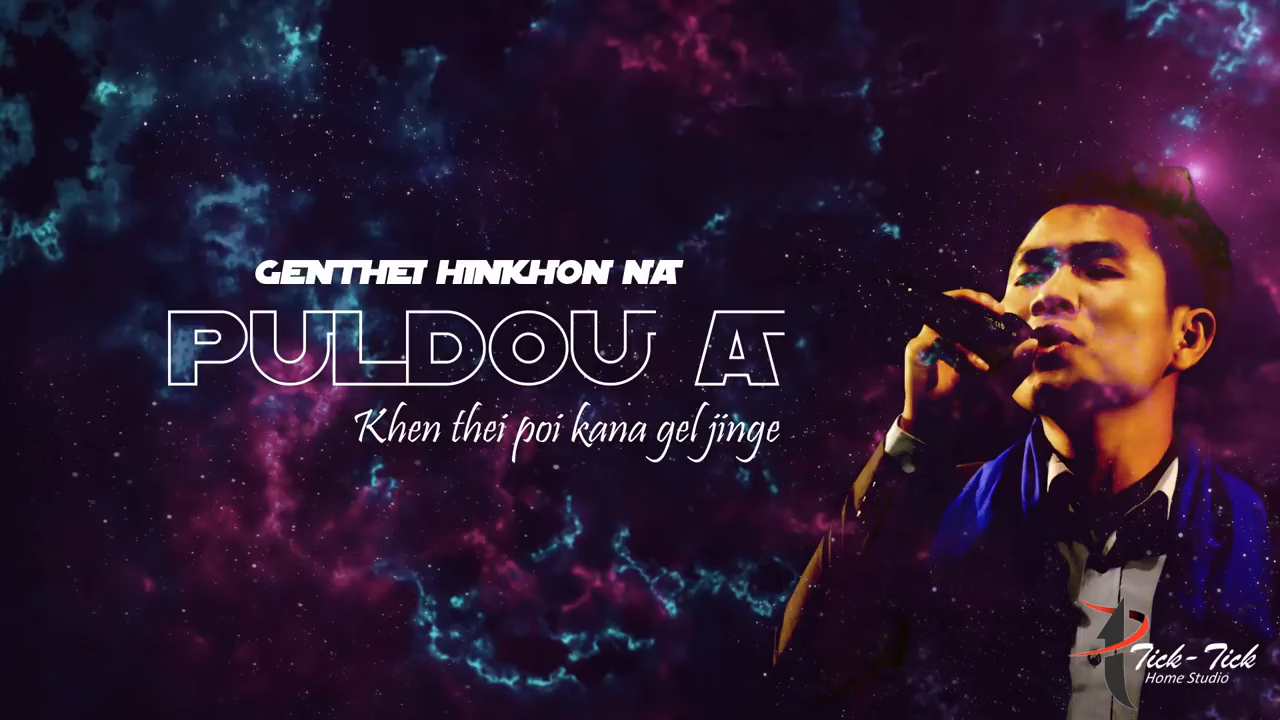 GENTHEI HINKHON NA
PULDOU A
Khen thei poi kana gel jinge
Tick-Tick
Home Studio